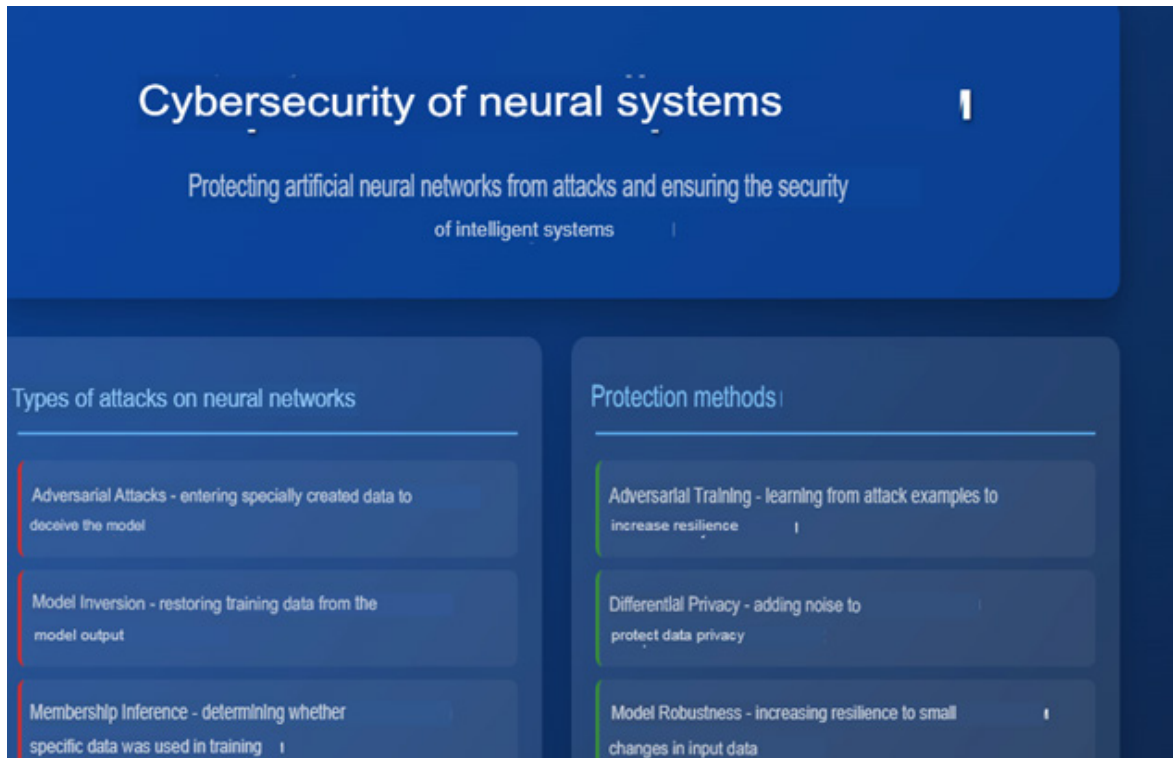 Cybersecurity of neural systems
Protecting artificial neural networks from attacks and ensuring the security
of intelligent systems
Types of attacks on neural networks
Adversarial Attacks - entering specially created data to
deceive the model
Model Inversion - restoring training data from the
model output
Membership Inference - determining whether
specific data was used in training
Protection methods
Adversarial Training - learning from attack examples to
increase resilience
Differential Privacy - adding noise to
protect data privacy
Model Robustness - increasing resilience to small
changes in input data